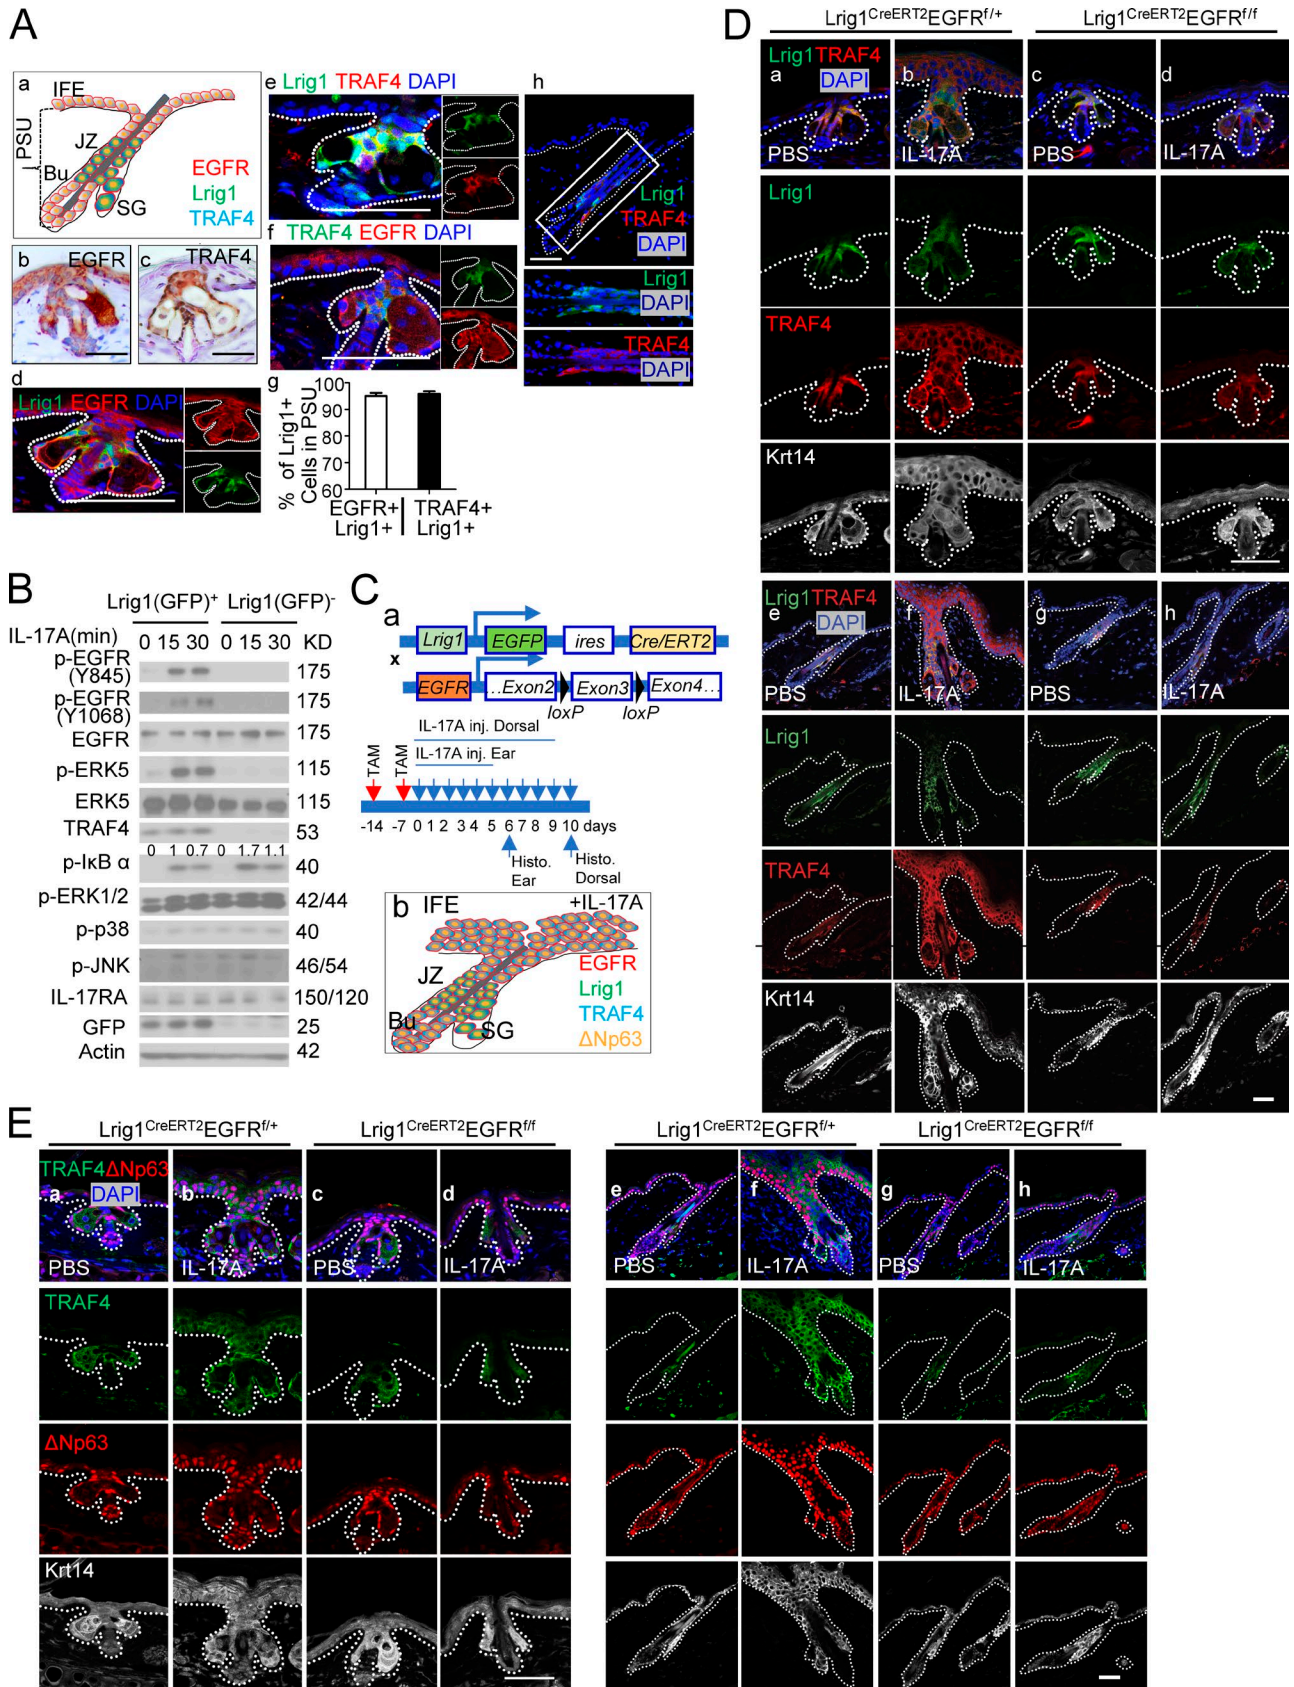 A
a
IFE
PSU
JZ
Bu
SG
EGFR
Lrig1
TRAF4
b
EGFR
c
TRAF4
d
Lrig1 EGFR DAPI
e Lrig1 TRAF4 DAPI
f TRAF4 EGFR DAPI
g
% of Lrig1+
Cells in PSU
100
90
80
70
60
EGFR+
Lrig1+
TRAF4+
Lrig1+
h
Lrig1
TRAF4
DAPI
Lrig1
DAPI
TRAF4
DAPI
B
Lrig1(GFP)+ Lrig1(GFP)-
IL-17A(min) 0 15 30 0 15 30 KD
p-EGFR
(Y845) 175
p-EGFR
(Y1068) 175
EGFR 175
p-ERK5 115
ERK5 115
TRAF4 53
0 1 0.7 0 1.7 1.1
p-IκB α 40
p-ERK1/2 42/44
p-p38 40
p-JNK 46/54
IL-17RA 150/120
GFP 25
Actin 42
C
a
Lrig1 EGFP ires Cre/ERT2
x
EGFR ..Exon2 Exon3 Exon4...
loxP loxP
IL-17A inj. Dorsal
IL-17A inj. Ear
TAM TAM
-14 -7 0 1 2 3 4 5 6 7 8 9 10 days
Histo.
Ear
Histo.
Dorsal
b
IFE
+IL-17A
JZ
Bu
SG
EGFR
Lrig1
TRAF4
ΔNp63
D
Lrig1CreERT2EGFRf/+ Lrig1CreERT2EGFRf/f
Lrig1 TRAF4
DAPI
a b c d
PBS IL-17A PBS IL-17A
Lrig1
TRAF4
Krt14
Lrig1 TRAF4
DAPI
e f g h
PBS IL-17A PBS IL-17A
Lrig1
TRAF4
Krt14
E
Lrig1CreERT2EGFRf/+ Lrig1CreERT2EGFRf/f Lrig1CreERT2EGFRf/+ Lrig1CreERT2EGFRf/f
TRAF4 ΔNp63
DAPI
a b c d e f g h
PBS IL-17A PBS IL-17A PBS IL-17A PBS IL-17A
TRAF4
ΔNp63
Krt14